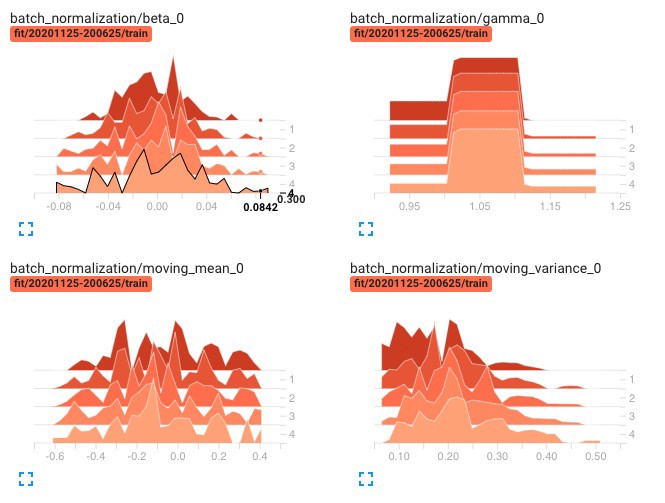 batch_normalization/beta_0
fit/20201125-200625/train
1
2
3
4
4
0.300
-0.08 -0.04 0.00 0.04 0.0842
batch_normalization/gamma_0
fit/20201125-200625/train
1
2
3
4
0.95 1.05 1.15 1.25
batch_normalization/moving_mean_0
fit/20201125-200625/train
1
2
3
4
-0.6 -0.4 -0.2 0.0 0.2 0.4
batch_normalization/moving_variance_0
fit/20201125-200625/train
1
2
3
4
0.10 0.20 0.30 0.40 0.50